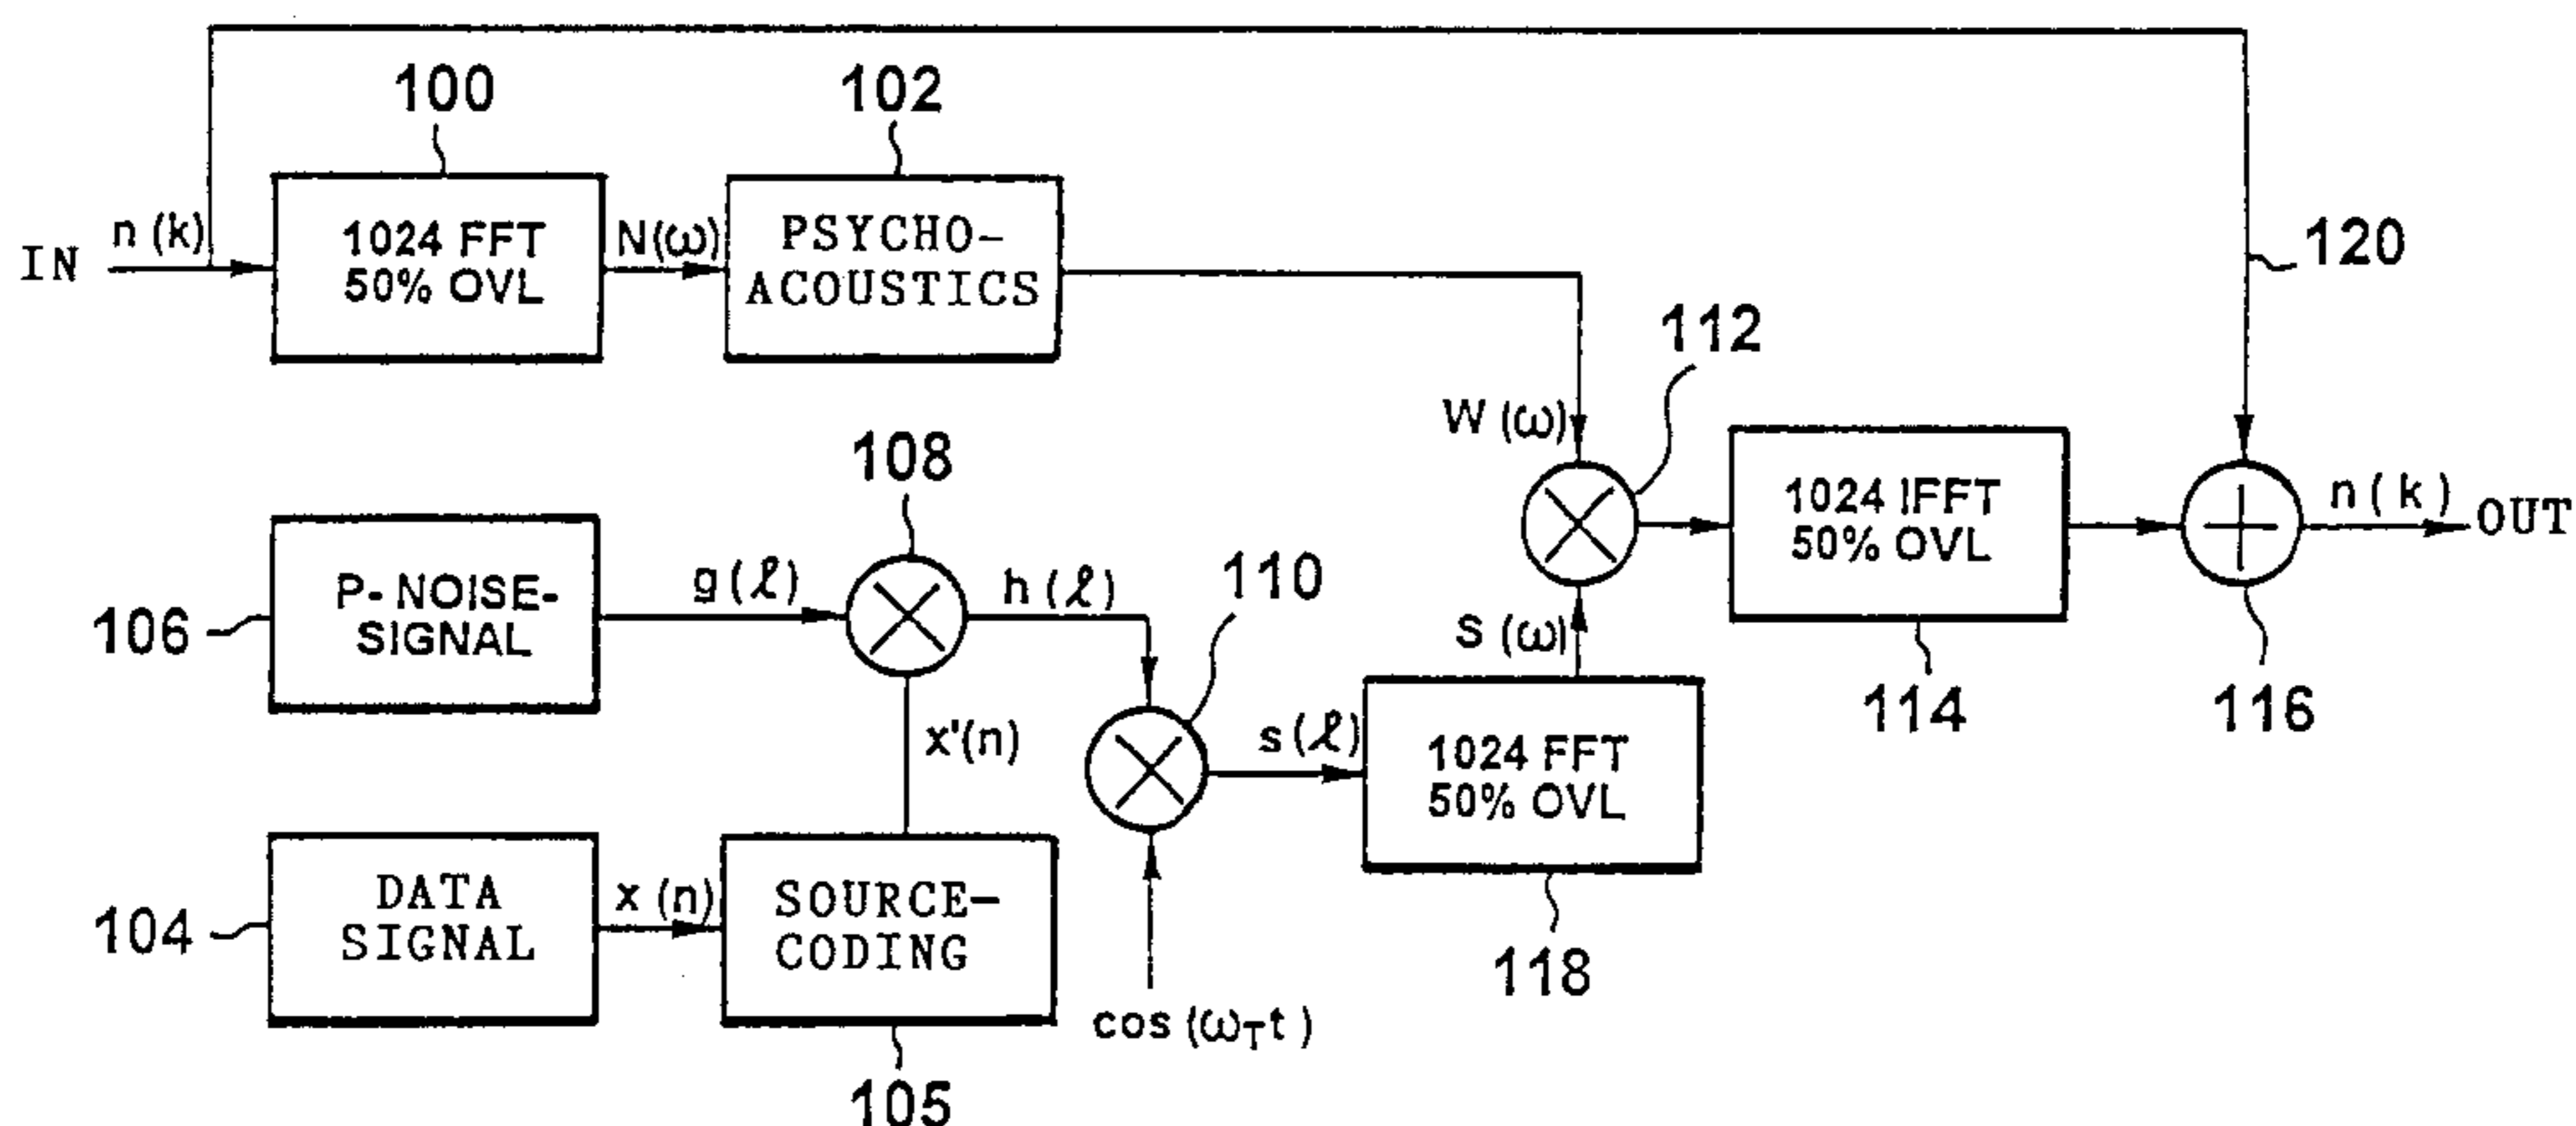 100
102
IN
n(k)
1024 FFT
50% OVL
N(ω)
PSYCHO-
ACOUSTICS
120
112
W(ω)
108
1024 IFFT
50% OVL
n(k)
OUT
106
P-NOISE-
SIGNAL
g(ℓ)
h(ℓ)
110
S(ω)
114
116
x'(n)
s(ℓ)
1024 FFT
50% OVL
104
DATA
SIGNAL
x(n)
SOURCE-
CODING
118
cos(ω_T t)
105